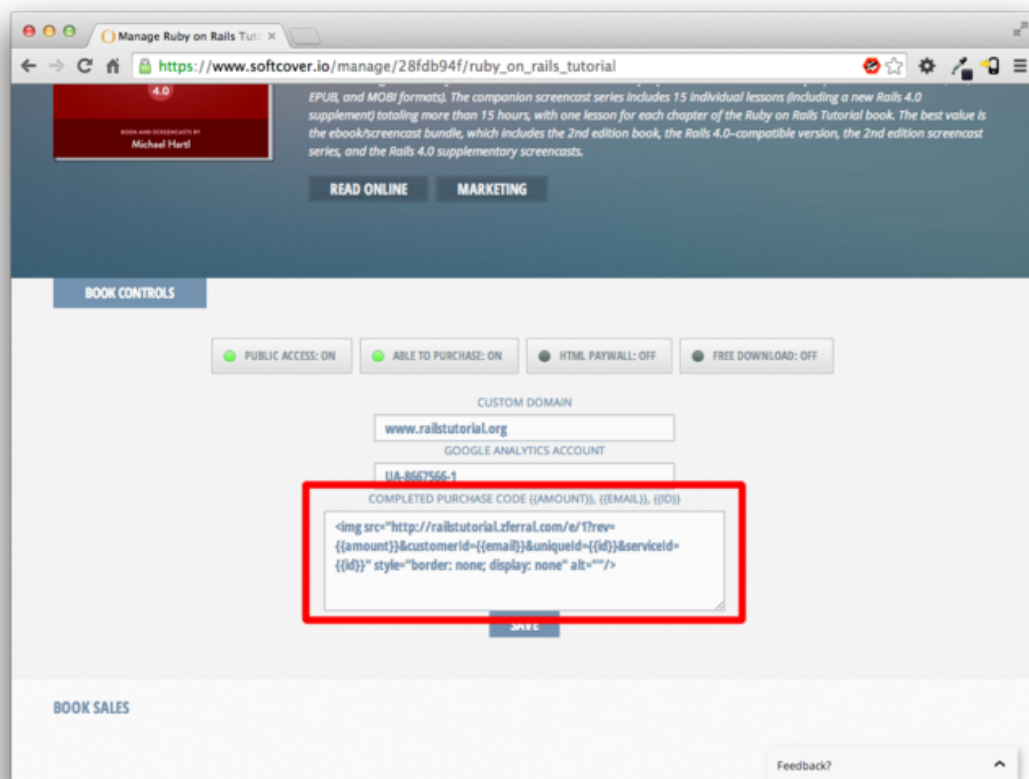 Manage Ruby on Rails Tuto
https://www.softcover.io/manage/28fdb94f/ruby_on_rails_tutorial
4.0
BOOK AND SCREENCASTS BY
Michael Hartl
EPUB, and MOBI formats). The companion screencast series includes 15 individual lessons (including a new Rails 4.0
supplement) totaling more than 15 hours, with one lesson for each chapter of the Ruby on Rails Tutorial book. The best value is
the ebook/screencast bundle, which includes the 2nd edition book, the Rails 4.0–compatible version, the 2nd edition screencast
series, and the Rails 4.0 supplementary screencasts.
READ ONLINE MARKETING
BOOK CONTROLS
PUBLIC ACCESS: ON ABLE TO PURCHASE: ON HTML PAYWALL: OFF FREE DOWNLOAD: OFF
CUSTOM DOMAIN
www.railstutorial.org
GOOGLE ANALYTICS ACCOUNT
UA-8667566-1
COMPLETED PURCHASE CODE {{AMOUNT}}, {{EMAIL}}, {{ID}}
<img src="http://railstutorial.zferral.com/e/1?rev=
{{amount}}&customerId={{email}}&uniqueId={{id}}&serviceId=
{{id}}" style="border: none; display: none" alt=""/>
SAVE
BOOK SALES
Feedback?